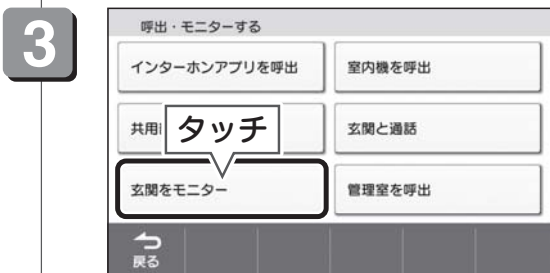 3
呼出・モニターする
インターホンアプリを呼出
室内機を呼出
共用
タッチ
玄関と通話
玄関をモニター
管理室を呼出
戻る